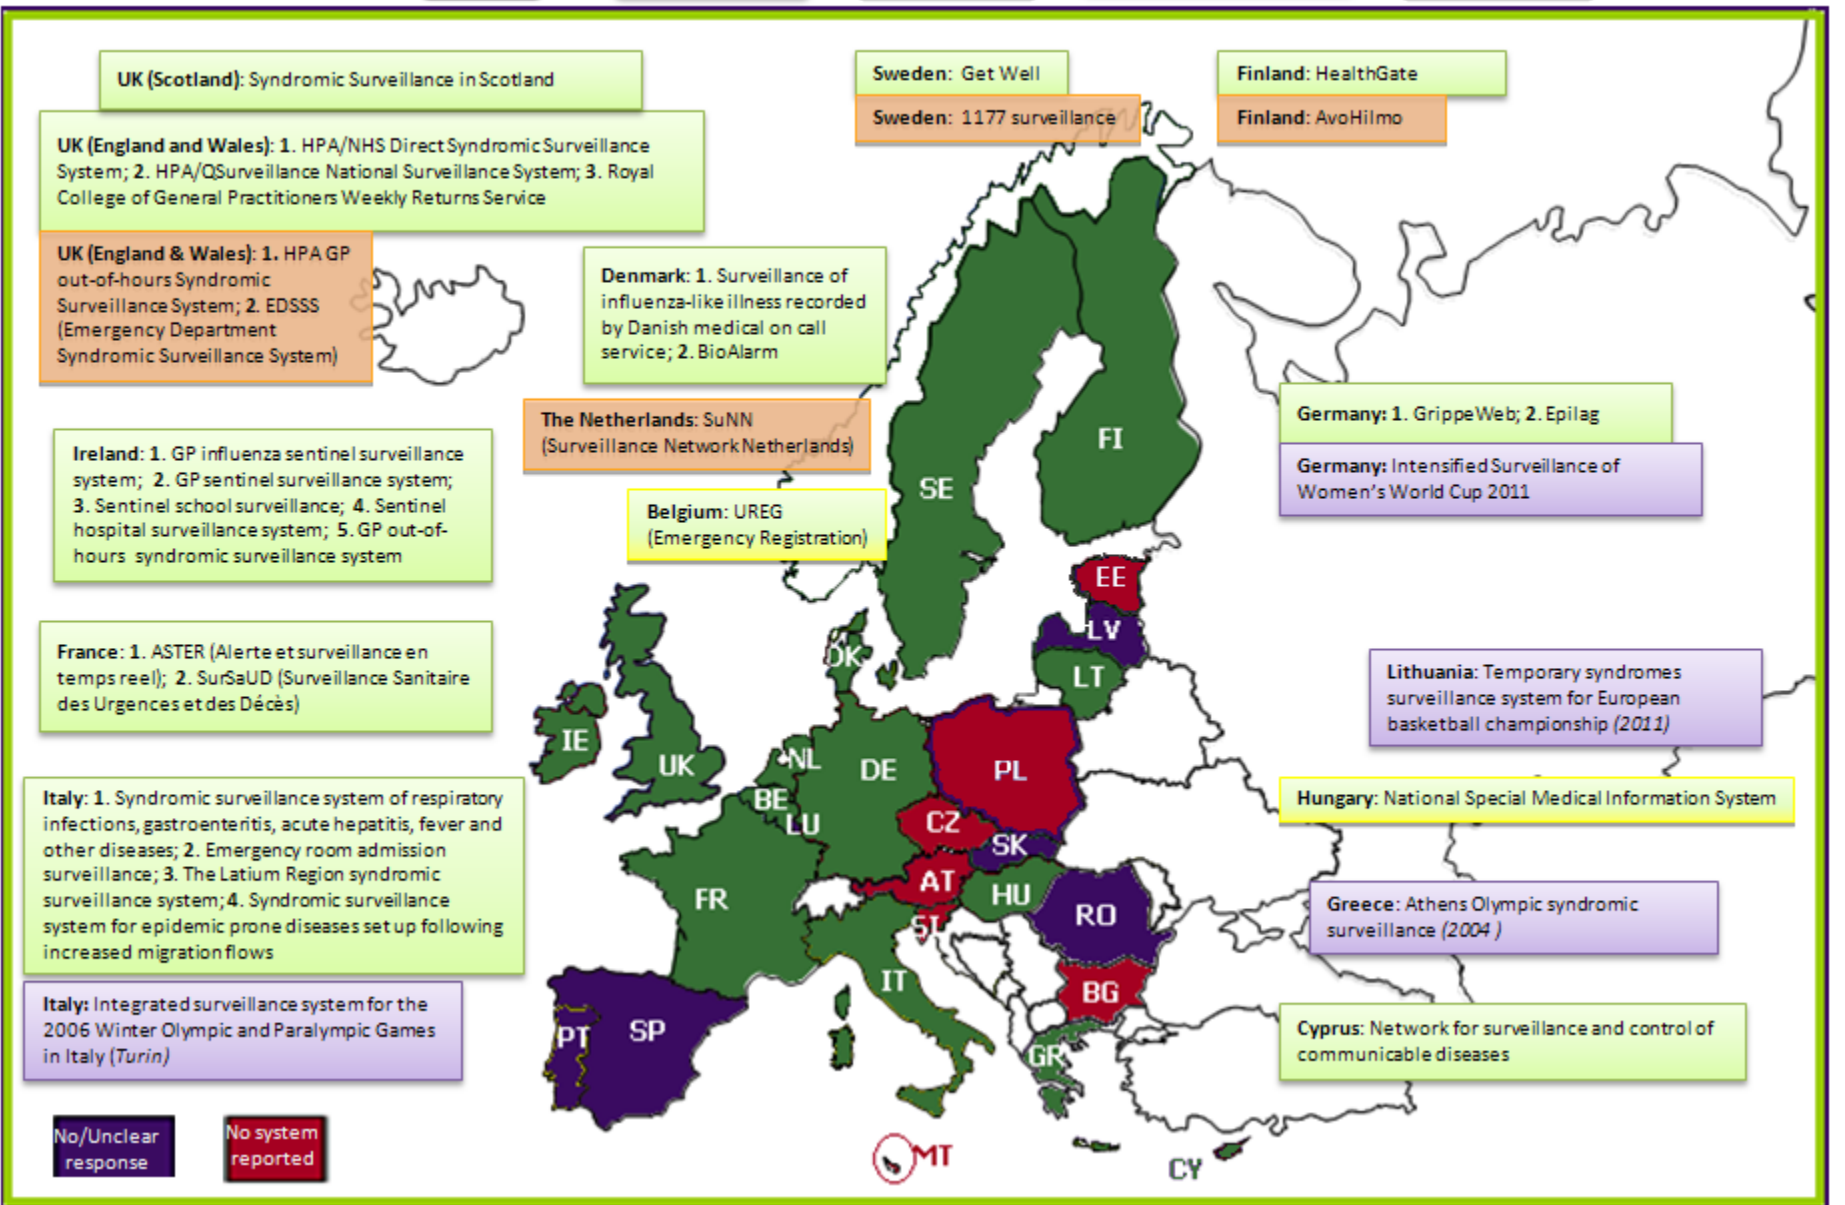 UK (Scotland): Syndromic Surveillance in Scotland
UK (England and Wales): 1. HPA/NHS Direct Syndromic Surveillance
System; 2. HPA/QSurveillance National Surveillance System; 3. Royal
College of General Practitioners Weekly Returns Service
UK (England & Wales): 1. HPA GP
out-of-hours Syndromic
Surveillance System; 2. EDSSS
(Emergency Department
Syndromic Surveillance System)
Sweden: Get Well
Sweden: 1177 surveillance
Finland: HealthGate
Finland: AvoHilmo
Denmark: 1. Surveillance of
influenza-like illness recorded
by Danish medical on call
service; 2. BioAlarm
The Netherlands: SuNN
(Surveillance Network Netherlands)
Belgium: UREG
(Emergency Registration)
Germany: 1. GrippeWeb; 2. Epilag
Germany: Intensified Surveillance of
Women's World Cup 2011
Ireland: 1. GP influenza sentinel surveillance
system; 2. GP sentinel surveillance system;
3. Sentinel school surveillance; 4. Sentinel
hospital surveillance system; 5. GP out-of-
hours syndromic surveillance system
France: 1. ASTER (Alerte et surveillance en
temps reel); 2. SurSaUD (Surveillance Sanitaire
des Urgences et des Décès)
Lithuania: Temporary syndromes
surveillance system for European
basketball championship (2011)
Hungary: National Special Medical Information System
Italy: 1. Syndromic surveillance system of respiratory
infections, gastroenteritis, acute hepatitis, fever and
other diseases; 2. Emergency room admission
surveillance; 3. The Latium Region syndromic
surveillance system; 4. Syndromic surveillance
system for epidemic prone diseases set up following
increased migration flows
Italy: Integrated surveillance system for the
2006 Winter Olympic and Paralympic Games
in Italy (Turin)
Greece: Athens Olympic syndromic
surveillance (2004 )
Cyprus: Network for surveillance and control of
communicable diseases
FI
SE
EE
LV
LT
DK
IE
UK
NL
DE
PL
BE
LU
CZ
SK
AT
HU
FR
SI
RO
IT
BG
PT
SP
GR
MT
CY
No/Unclear
response
No system
reported